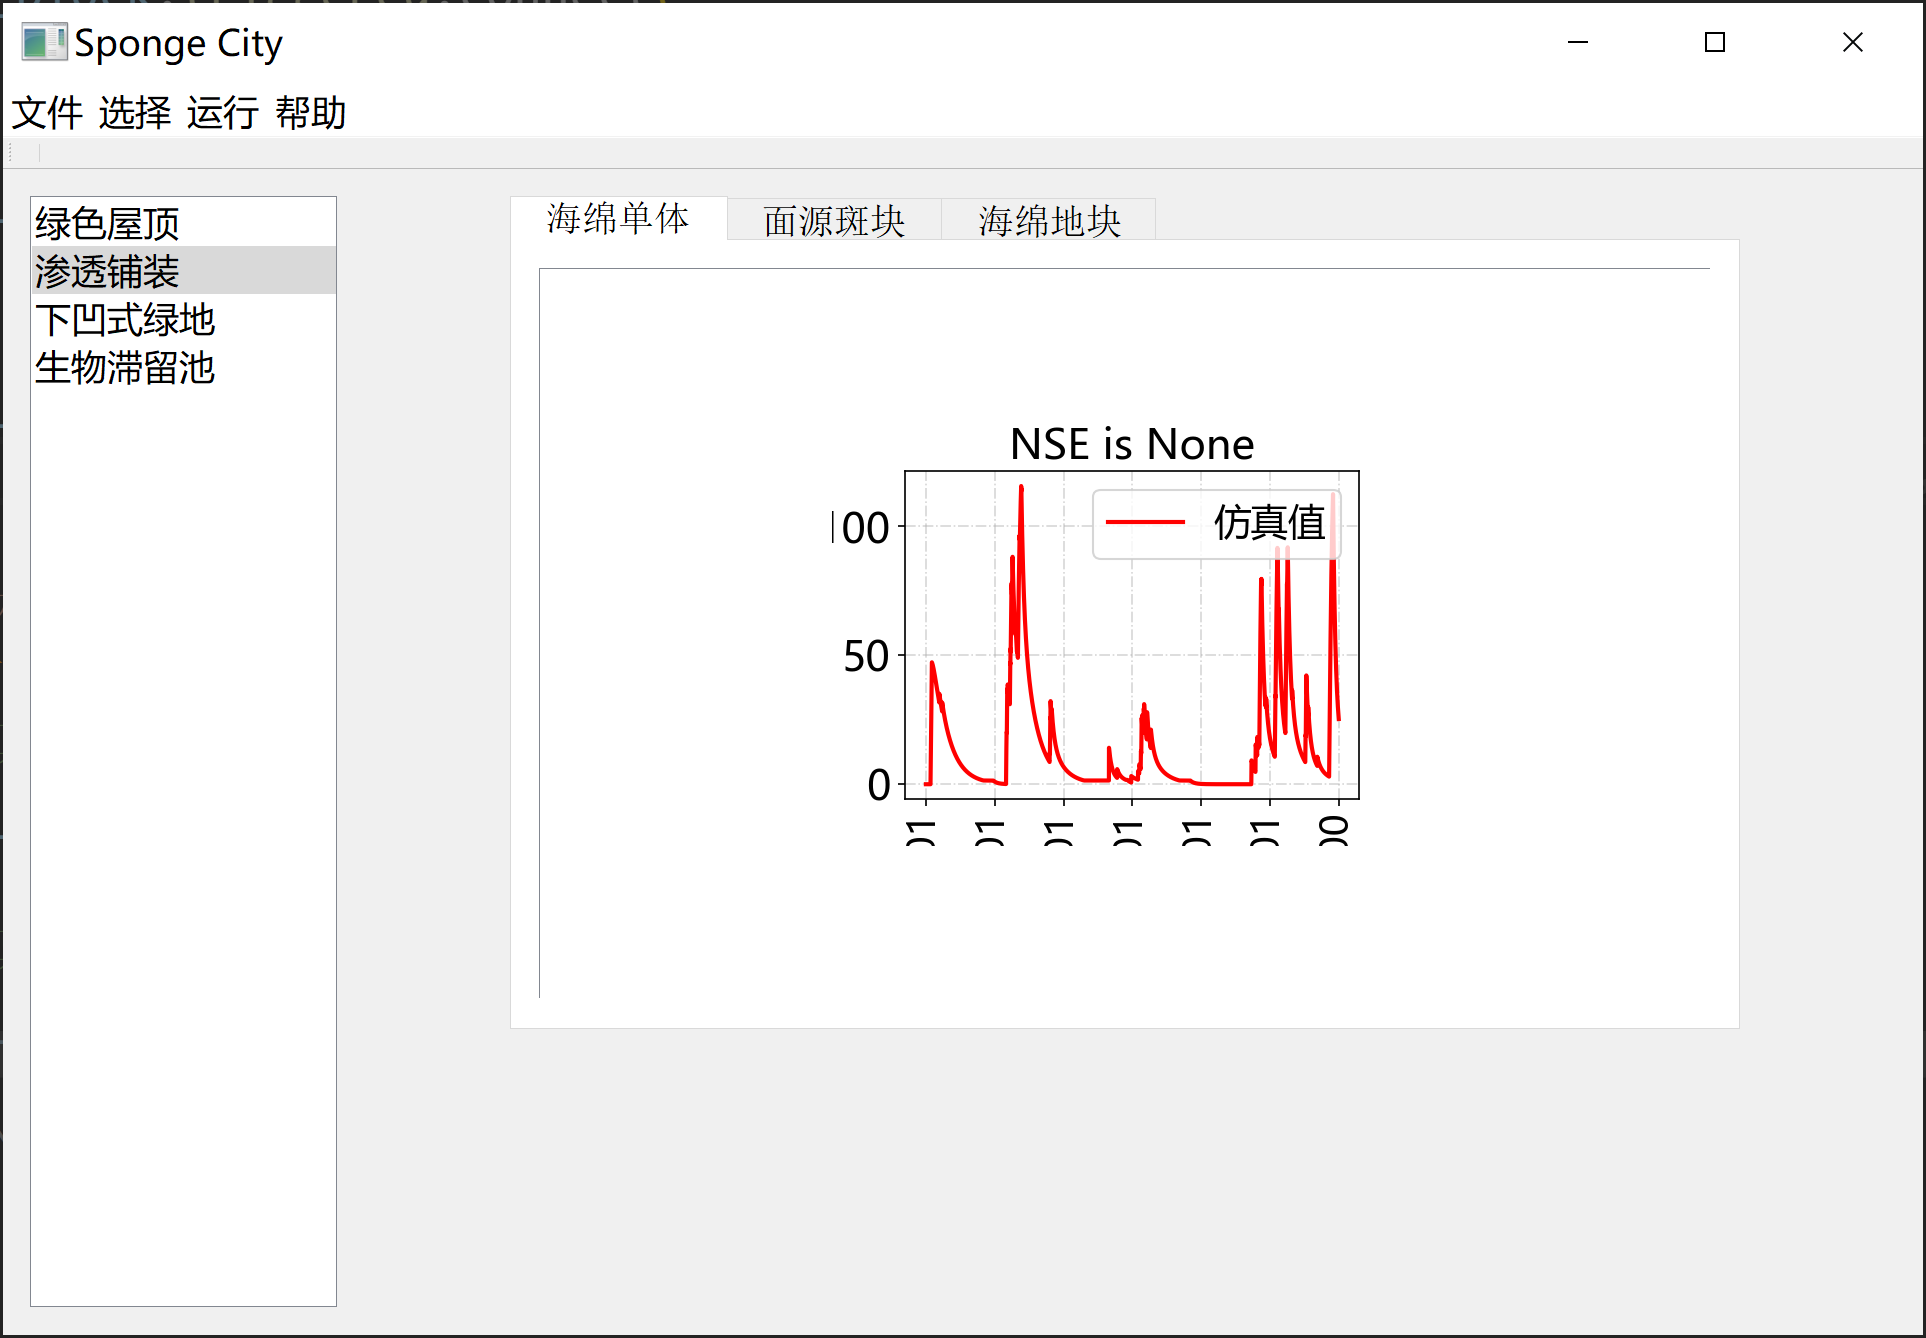 Sponge City
文件 选择 运行 帮助
绿色屋顶
渗透铺装
下凹式绿地
生物滞留池
海绵单体 面源斑块 海绵地块
NSE is None
仿真值
00
50
0
01 01 01 01 01 01 00